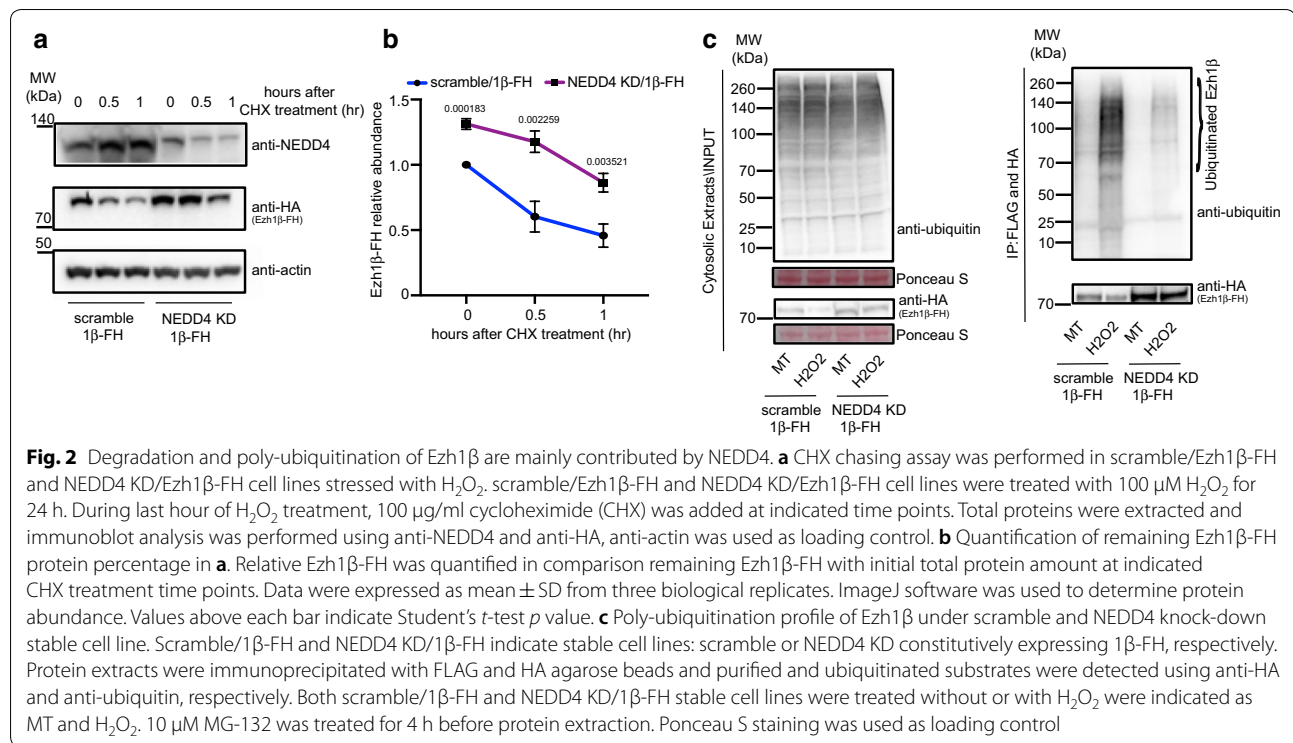 a
MW
(kDa)
0 0.5 1 0 0.5 1
hours after
CHX treatment (hr)
140
anti-NEDD4
70
anti-HA
(Ezh1β-FH)
50
anti-actin
scramble
1β-FH
NEDD4 KD
1β-FH
b
scramble/1β-FH
NEDD4 KD/1β-FH
Ezh1β-FH relative abundance
1.5
1.0
0.5
0
0.000183
0.002259
0.003521
0 0.5 1
hours after CHX treatment (hr)
c
MW
(kDa)
Cytosolic Extracts\INPUT
260
140
100
70
50
25
10
anti-ubiquitin
Ponceau S
70
anti-HA
(Ezh1β-FH)
Ponceau S
MT
H2O2
MT
H2O2
scramble
1β-FH
NEDD4 KD
1β-FH
MW
(kDa)
IP:FLAG and HA
260
140
100
70
50
25
10
Ubiquitinated Ezh1β
anti-ubiquitin
70
anti-HA
(Ezh1β-FH)
MT
H2O2
MT
H2O2
scramble
1β-FH
NEDD4 KD
1β-FH
Fig. 2 Degradation and poly-ubiquitination of Ezh1β are mainly contributed by NEDD4. a CHX chasing assay was performed in scramble/Ezh1β-FH
and NEDD4 KD/Ezh1β-FH cell lines stressed with H₂O₂. scramble/Ezh1β-FH and NEDD4 KD/Ezh1β-FH cell lines were treated with 100 μM H₂O₂ for
24 h. During last hour of H₂O₂ treatment, 100 μg/ml cycloheximide (CHX) was added at indicated time points. Total proteins were extracted and
immunoblot analysis was performed using anti-NEDD4 and anti-HA, anti-actin was used as loading control. b Quantification of remaining Ezh1β-FH
protein percentage in a. Relative Ezh1β-FH was quantified in comparison remaining Ezh1β-FH with initial total protein amount at indicated
CHX treatment time points. Data were expressed as mean ± SD from three biological replicates. ImageJ software was used to determine protein
abundance. Values above each bar indicate Student's t-test p value. c Poly-ubiquitination profile of Ezh1β under scramble and NEDD4 knock-down
stable cell line. Scramble/1β-FH and NEDD4 KD/1β-FH indicate stable cell lines: scramble or NEDD4 KD constitutively expressing 1β-FH, respectively.
Protein extracts were immunoprecipitated with FLAG and HA agarose beads and purified and ubiquitinated substrates were detected using anti-HA
and anti-ubiquitin, respectively. Both scramble/1β-FH and NEDD4 KD/1β-FH stable cell lines were treated without or with H₂O₂ were indicated as
MT and H₂O₂. 10 μM MG-132 was treated for 4 h before protein extraction. Ponceau S staining was used as loading control